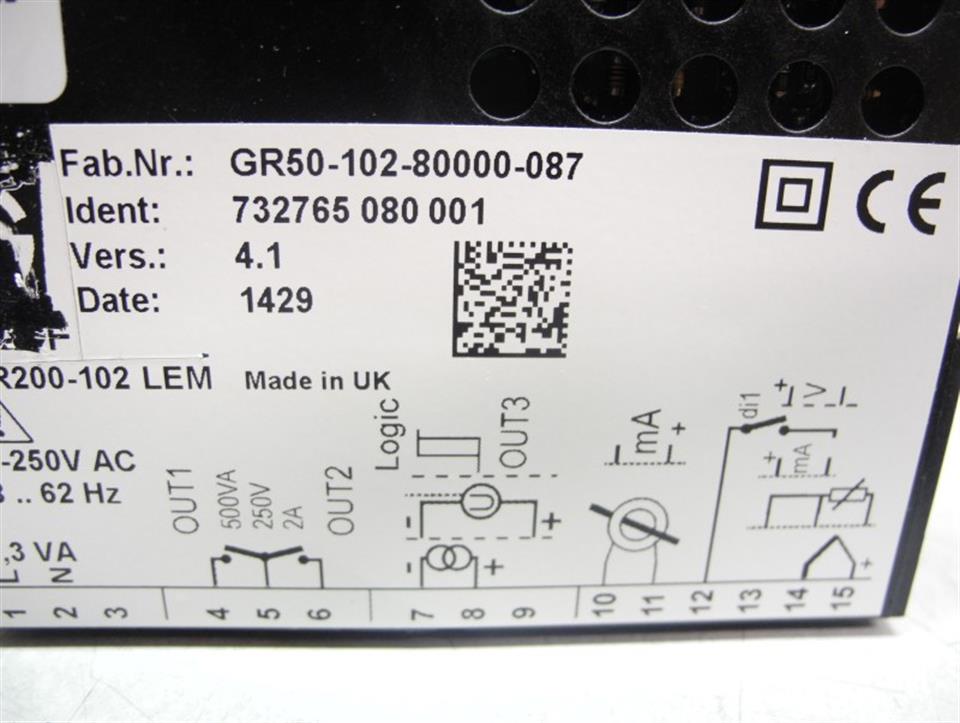 Fab.Nr.: GR50-102-80000-087
Ident: 732765 080 001
Vers.: 4.1
Date: 1429
R200-102 LEM Made in UK
-250V AC
.. 62 Hz
,3 VA
L N
OUT1
500VA
250V
2A
OUT2
Logic
OUT3
U
- +
- +
mA
+
di1
+ V -
+ mA
+
1 2 3 4 5 6 7 8 9 10 11 12 13 14 15
CE